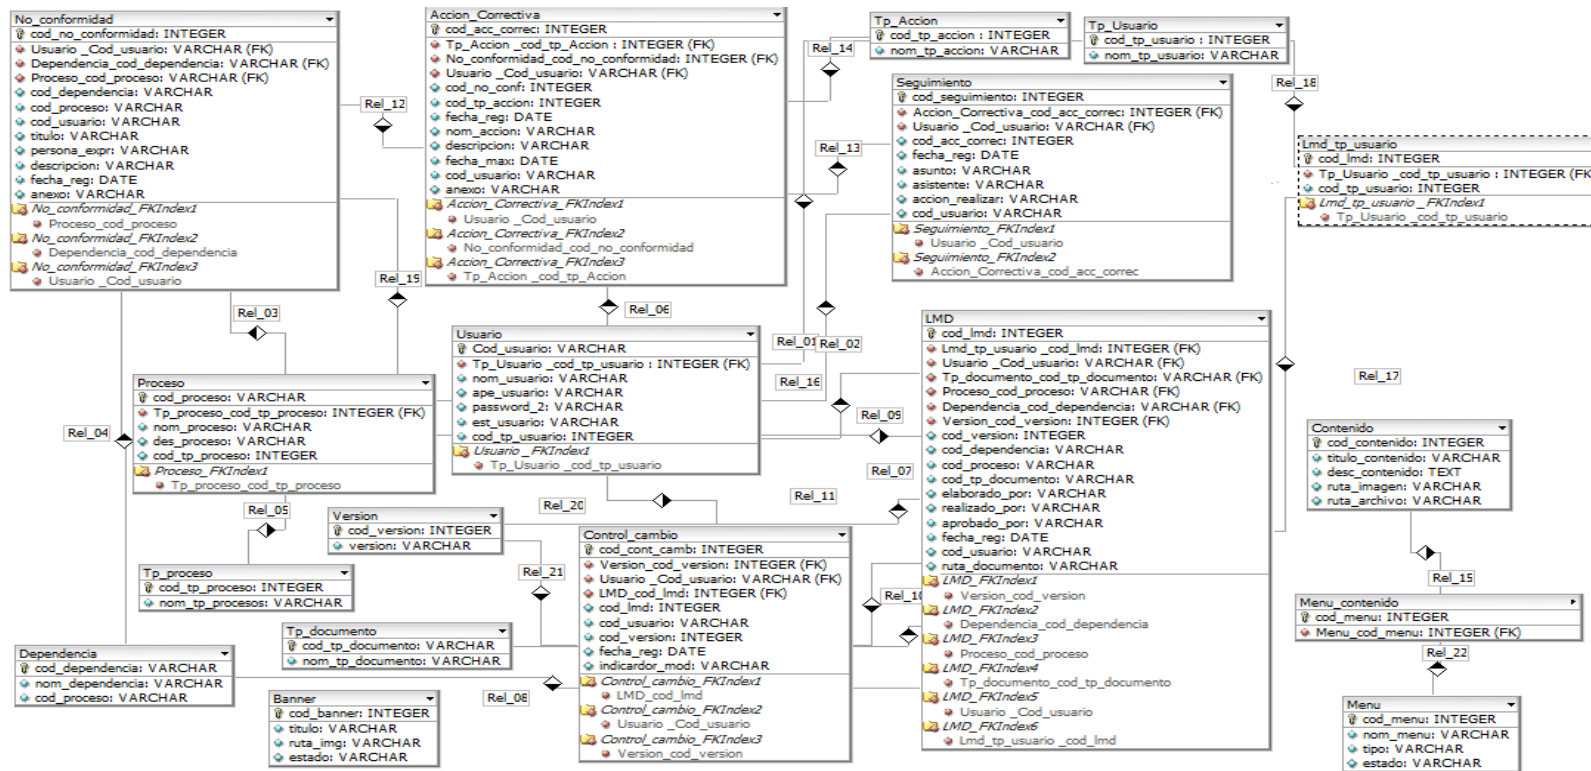 No_conformidad
cod_no_conformidad: INTEGER
Usuario _Cod_usuario: VARCHAR (FK)
Dependencia_cod_dependencia: VARCHAR (FK)
Proceso_cod_proceso: VARCHAR (FK)
cod_dependencia: VARCHAR
cod_proceso: VARCHAR
cod_usuario: VARCHAR
titulo: VARCHAR
persona_expr: VARCHAR
descripcion: VARCHAR
fecha_reg: DATE
anexo: VARCHAR
No_conformidad_FKIndex1
Proceso_cod_proceso
No_conformidad_FKIndex2
Dependencia_cod_dependencia
No_conformidad_FKIndex3
Usuario _Cod_usuario
Rel_12
Accion_Correctiva
cod_acc_correc: INTEGER
Tp_Accion _cod_tp_Accion : INTEGER (FK)
No_conformidad_cod_no_conformidad: INTEGER (FK)
Usuario _Cod_usuario: VARCHAR (FK)
cod_no_conf: INTEGER
cod_tp_accion: INTEGER
fecha_reg: DATE
nom_accion: VARCHAR
descripcion: VARCHAR
fecha_max: DATE
cod_usuario: VARCHAR
anexo: VARCHAR
Accion_Correctiva_FKIndex1
Usuario _Cod_usuario
Accion_Correctiva_FKIndex2
No_conformidad_cod_no_conformidad
Accion_Correctiva_FKIndex3
Tp_Accion _cod_tp_Accion
Rel_14
Rel_13
Tp_Accion
cod_tp_accion : INTEGER
nom_tp_accion: VARCHAR
Tp_Usuario
cod_tp_usuario : INTEGER
nom_tp_usuario: VARCHAR
Rel_18
Seguimiento
cod_seguimiento: INTEGER
Accion_Correctiva_cod_acc_correc: INTEGER (FK)
Usuario _Cod_usuario: VARCHAR (FK)
cod_acc_correc: INTEGER
fecha_reg: DATE
asunto: VARCHAR
asistente: VARCHAR
accion_realizar: VARCHAR
cod_usuario: VARCHAR
Seguimiento_FKIndex1
Usuario _Cod_usuario
Seguimiento_FKIndex2
Accion_Correctiva_cod_acc_correc
Lmd_tp_usuario
cod_lmd: INTEGER
Tp_Usuario _cod_tp_usuario : INTEGER (FK
cod_tp_usuario: INTEGER
Lmd_tp_usuario _FKIndex1
Tp_Usuario _cod_tp_usuario
Rel_19
Rel_03
Rel_06
Rel_01
Rel_02
Rel_16
Rel_17
Usuario
Cod_usuario: VARCHAR
Tp_Usuario _cod_tp_usuario : INTEGER (FK)
nom_usuario: VARCHAR
ape_usuario: VARCHAR
password_2: VARCHAR
est_usuario: VARCHAR
cod_tp_usuario: INTEGER
Usuario _FKIndex1
Tp_Usuario _cod_tp_usuario
LMD
cod_lmd: INTEGER
Lmd_tp_usuario _cod_lmd: INTEGER (FK)
Usuario _Cod_usuario: VARCHAR (FK)
Tp_documento_cod_tp_documento: VARCHAR (FK)
Proceso_cod_proceso: VARCHAR (FK)
Dependencia_cod_dependencia: VARCHAR (FK)
Version_cod_version: INTEGER (FK)
cod_version: INTEGER
cod_dependencia: VARCHAR
cod_proceso: VARCHAR
cod_tp_documento: VARCHAR
elaborado_por: VARCHAR
realizado_por: VARCHAR
aprobado_por: VARCHAR
fecha_reg: DATE
cod_usuario: VARCHAR
ruta_documento: VARCHAR
LMD_FKIndex1
Version_cod_version
LMD_FKIndex2
Dependencia_cod_dependencia
LMD_FKIndex3
Proceso_cod_proceso
LMD_FKIndex4
Tp_documento_cod_tp_documento
LMD_FKIndex5
Usuario _Cod_usuario
LMD_FKIndex6
Lmd_tp_usuario _cod_lmd
Proceso
cod_proceso: VARCHAR
Tp_proceso_cod_tp_proceso: INTEGER (FK)
nom_proceso: VARCHAR
des_proceso: VARCHAR
cod_tp_proceso: INTEGER
Proceso_FKIndex1
Tp_proceso_cod_tp_proceso
Rel_04
Rel_05
Rel_09
Rel_07
Rel_11
Rel_20
Rel_21
Rel_10
Rel_08
Version
cod_version: INTEGER
version: VARCHAR
Tp_proceso
cod_tp_proceso: INTEGER
nom_tp_procesos: VARCHAR
Control_cambio
cod_cont_camb: INTEGER
Version_cod_version: INTEGER (FK)
Usuario _Cod_usuario: VARCHAR (FK)
LMD_cod_lmd: INTEGER (FK)
cod_lmd: INTEGER
cod_usuario: VARCHAR
cod_version: INTEGER
fecha_reg: DATE
indicardor_mod: VARCHAR
Control_cambio_FKIndex1
LMD_cod_lmd
Control_cambio_FKIndex2
Usuario _Cod_usuario
Control_cambio_FKIndex3
Version_cod_version
Tp_documento
cod_tp_documento: VARCHAR
nom_tp_documento: VARCHAR
Dependencia
cod_dependencia: VARCHAR
nom_dependencia: VARCHAR
cod_proceso: VARCHAR
Banner
cod_banner: INTEGER
titulo: VARCHAR
ruta_img: VARCHAR
estado: VARCHAR
Contenido
cod_contenido: INTEGER
titulo_contenido: VARCHAR
desc_contenido: TEXT
ruta_imagen: VARCHAR
ruta_archivo: VARCHAR
Rel_15
Menu_contenido
cod_menu: INTEGER
Menu_cod_menu: INTEGER (FK)
Rel_22
Menu
cod_menu: INTEGER
nom_menu: VARCHAR
tipo: VARCHAR
estado: VARCHAR